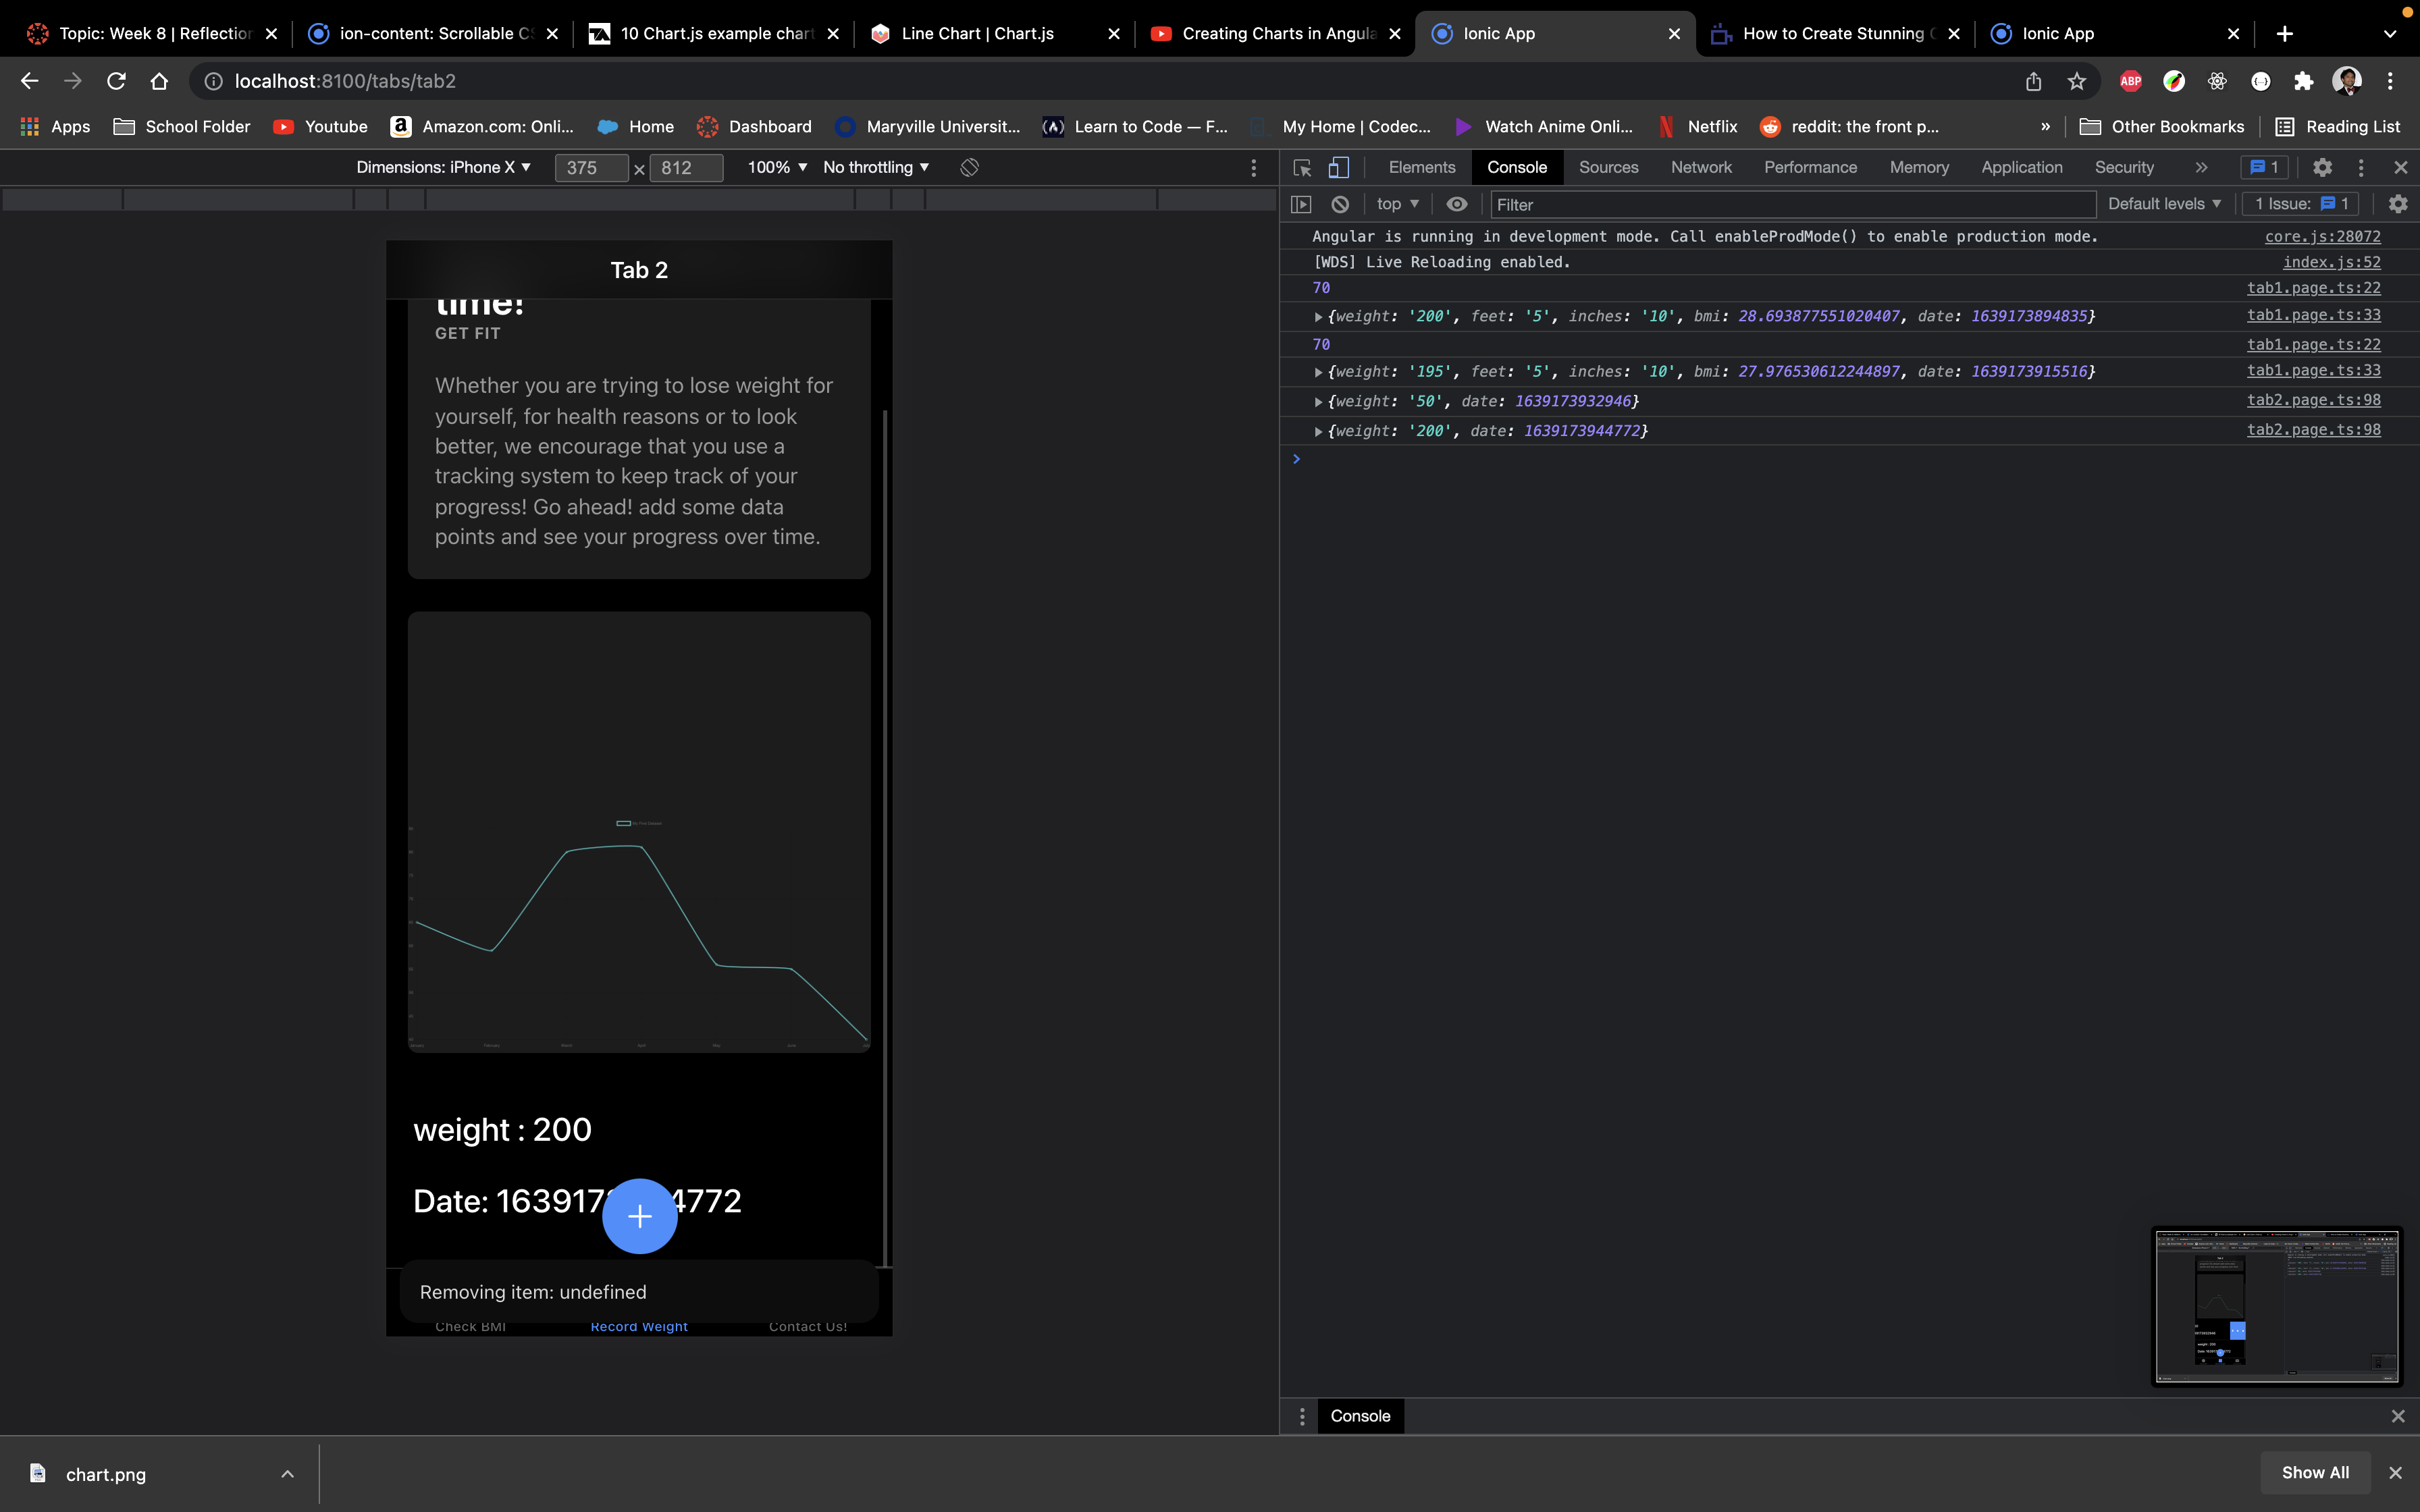 Topic: Week 8 | Reflection
ion-content: Scrollable CS
10 Chart.js example chart
Line Chart | Chart.js
Creating Charts in Angula
Ionic App
How to Create Stunning C
Ionic App
localhost:8100/tabs/tab2
ABP
Apps
School Folder
Youtube
Amazon.com: Onli...
Home
Dashboard
Maryville Universit...
Learn to Code — F...
My Home | Codec...
Watch Anime Onli...
Netflix
reddit: the front p...
»
Other Bookmarks
Reading List
Dimensions: iPhone X ▼ 375 × 812 100% ▼ No throttling ▼
Elements Console Sources Network Performance Memory Application Security » 1
top ▼ Filter Default levels ▼ 1 Issue: 1
Angular is running in development mode. Call enableProdMode() to enable production mode. core.js:28072
[WDS] Live Reloading enabled. index.js:52
70 tab1.page.ts:22
▶{weight: '200', feet: '5', inches: '10', bmi: 28.693877551020407, date: 1639173894835} tab1.page.ts:33
70 tab1.page.ts:22
▶{weight: '195', feet: '5', inches: '10', bmi: 27.976530612244897, date: 1639173915516} tab1.page.ts:33
▶{weight: '50', date: 1639173932946} tab2.page.ts:98
▶{weight: '200', date: 1639173944772} tab2.page.ts:98
Tab 2
time!
GET FIT
Whether you are trying to lose weight for
yourself, for health reasons or to look
better, we encourage that you use a
tracking system to keep track of your
progress! Go ahead! add some data
points and see your progress over time.
My First Dataset
January February March April May June
weight : 200
Date: 163917 4772
Removing item: undefined
Check BMI Record Weight Contact Us!
Console
chart.png
Show All